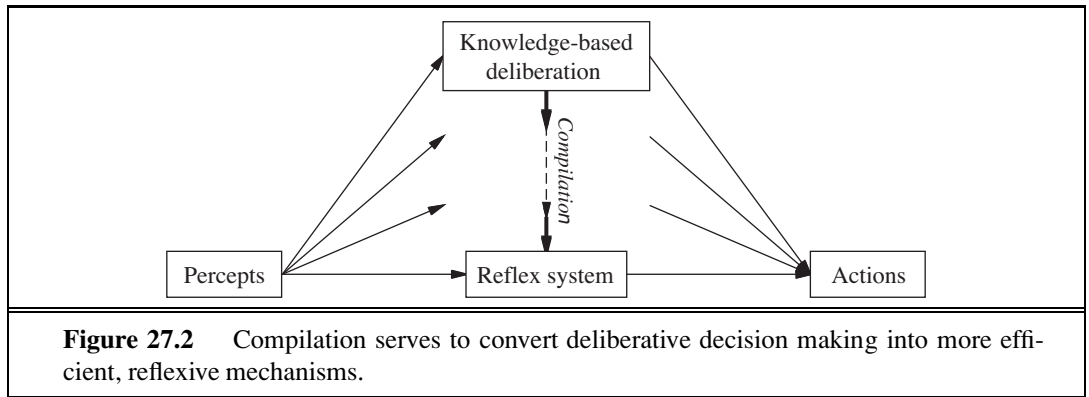 Knowledge-based
deliberation
Compilation
Percepts
Reflex system
Actions
Figure 27.2 Compilation serves to convert deliberative decision making into more effi-
cient, reflexive mechanisms.